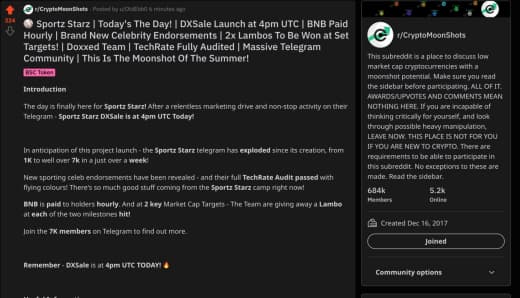 r/CryptoMoonShots · Posted by u/OldEbb0 6 minutes ago
324
Sportz Starz | Today's The Day! | DXSale Launch at 4pm UTC | BNB Paid
Hourly | Brand New Celebrity Endorsements | 2x Lambos To Be Won at Set
Targets! | Doxxed Team | TechRate Fully Audited | Massive Telegram
Community | This Is The Moonshot Of The Summer!
BSC Token
Introduction
The day is finally here for Sportz Starz! After a relentless marketing drive and non-stop activity on their
Telegram - Sportz Starz DXSale is at 4pm UTC Today!
In anticipation of this project launch - the Sportz Starz telegram has exploded since its creation, from
1K to well over 7k in a just over a week!
New sporting celeb endorsements have been revealed - and their full TechRate Audit passed with
flying colours! There's so much good stuff coming from the Sportz Starz camp right now!
BNB is paid to holders hourly. And at 2 key Market Cap Targets - The Team are giving away a Lambo
at each of the two milestones hit!
Join the 7K members on Telegram to find out more.
Remember - DXSale is at 4pm UTC TODAY! 🔥
r/CryptoMoonShots
This subreddit is a place to discuss low
market cap cryptocurrencies with a
moonshot potential. Make sure you read
the sidebar before participating. ALL OF IT.
AWARDS/UPVOTES AND COMMENTS MEAN
NOTHING HERE. If you are incapable of
thinking critically for yourself, and look
through possible heavy manipulation,
LEAVE NOW. THIS PLACE IS NOT FOR YOU
IF YOU ARE NEW TO CRYPTO. There are
requirements to be able to participate in
this subreddit. No exceptions to these are
made. Read the sidebar.
684k 5.2k
Members Online
Created Dec 16, 2017
Joined
Community options